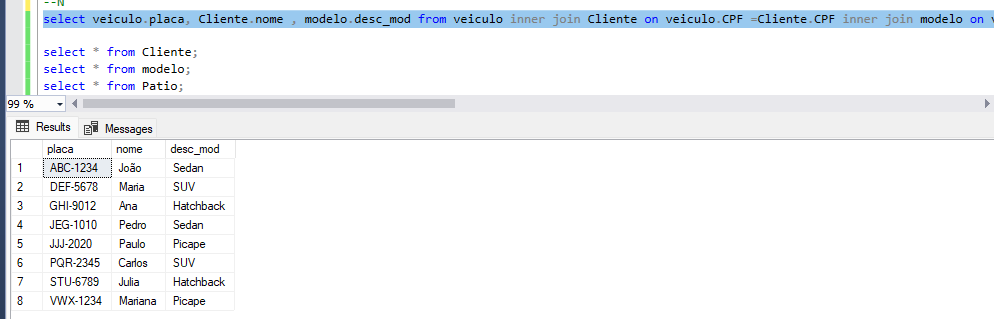 --N
select veiculo.placa, Cliente.nome , modelo.desc_mod from veiculo inner join Cliente on veiculo.CPF =Cliente.CPF inner join modelo on
select * from Cliente;
select * from modelo;
select * from Patio;
99 %
Results Messages
placa nome desc_mod
1 ABC-1234 João Sedan
2 DEF-5678 Maria SUV
3 GHI-9012 Ana Hatchback
4 JEG-1010 Pedro Sedan
5 JJJ-2020 Paulo Picape
6 PQR-2345 Carlos SUV
7 STU-6789 Julia Hatchback
8 VWX-1234 Mariana Picape